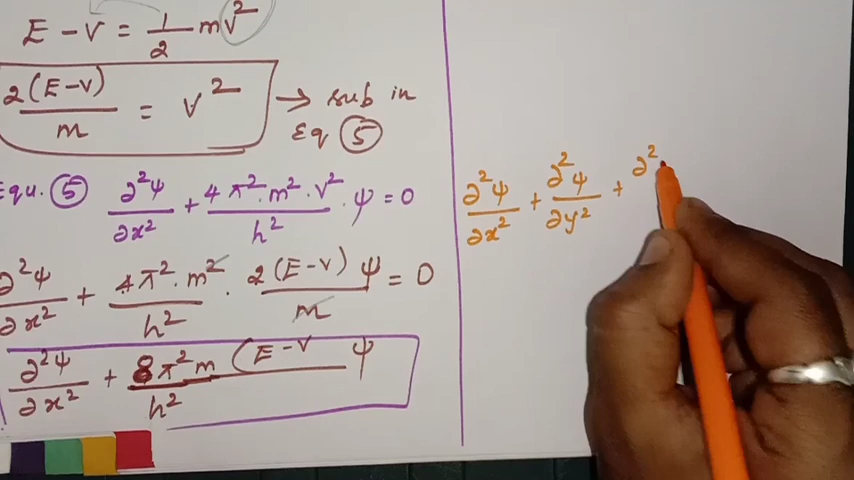 E - V = 1/2 mv²
2(E-V)/m = v² → sub in
Eq ⑤
Equ. ⑤ ∂²ψ/∂x² + 4π²·m²·v²/h² ·ψ = 0
∂²ψ/∂x² + 4π²·m²/h² · 2(E-V)/m ψ = 0
∂²ψ/∂x² + 8π²m (E-V/h² ψ
∂²ψ/∂x² + ∂²ψ/∂y² + ∂²